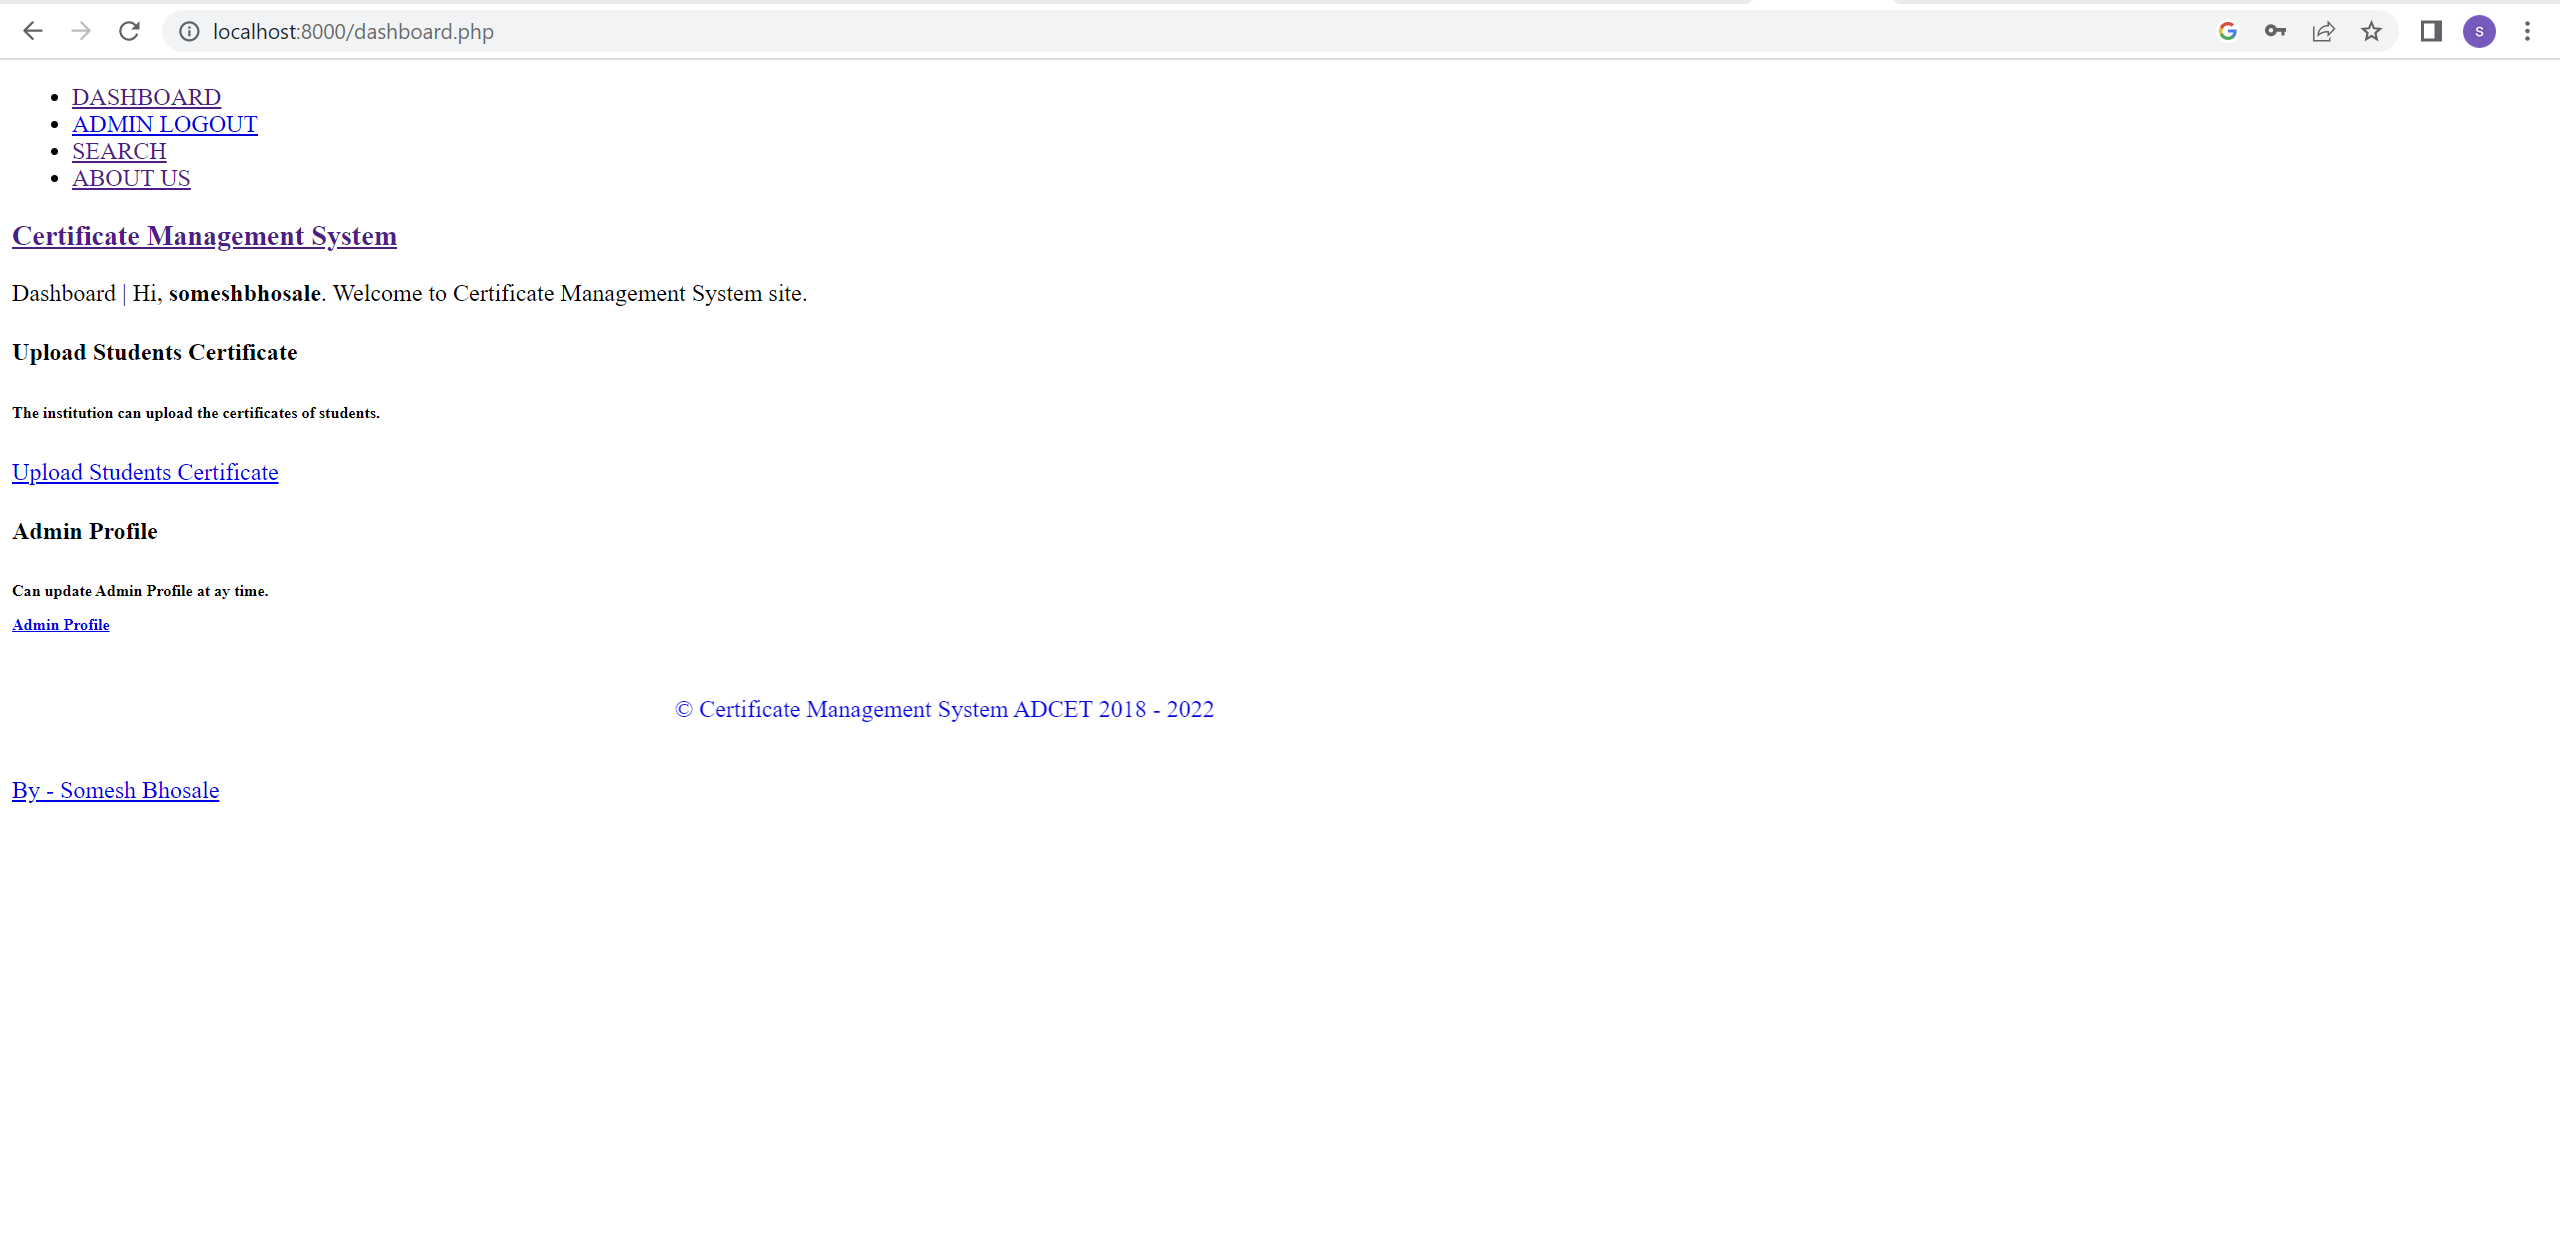 localhost:8000/dashboard.php
S
DASHBOARD
ADMIN LOGOUT
SEARCH
ABOUT US
Certificate Management System
Dashboard | Hi, someshbhosale. Welcome to Certificate Management System site.
Upload Students Certificate
The institution can upload the certificates of students.
Upload Students Certificate
Admin Profile
Can update Admin Profile at ay time.
Admin Profile
© Certificate Management System ADCET 2018 - 2022
By - Somesh Bhosale